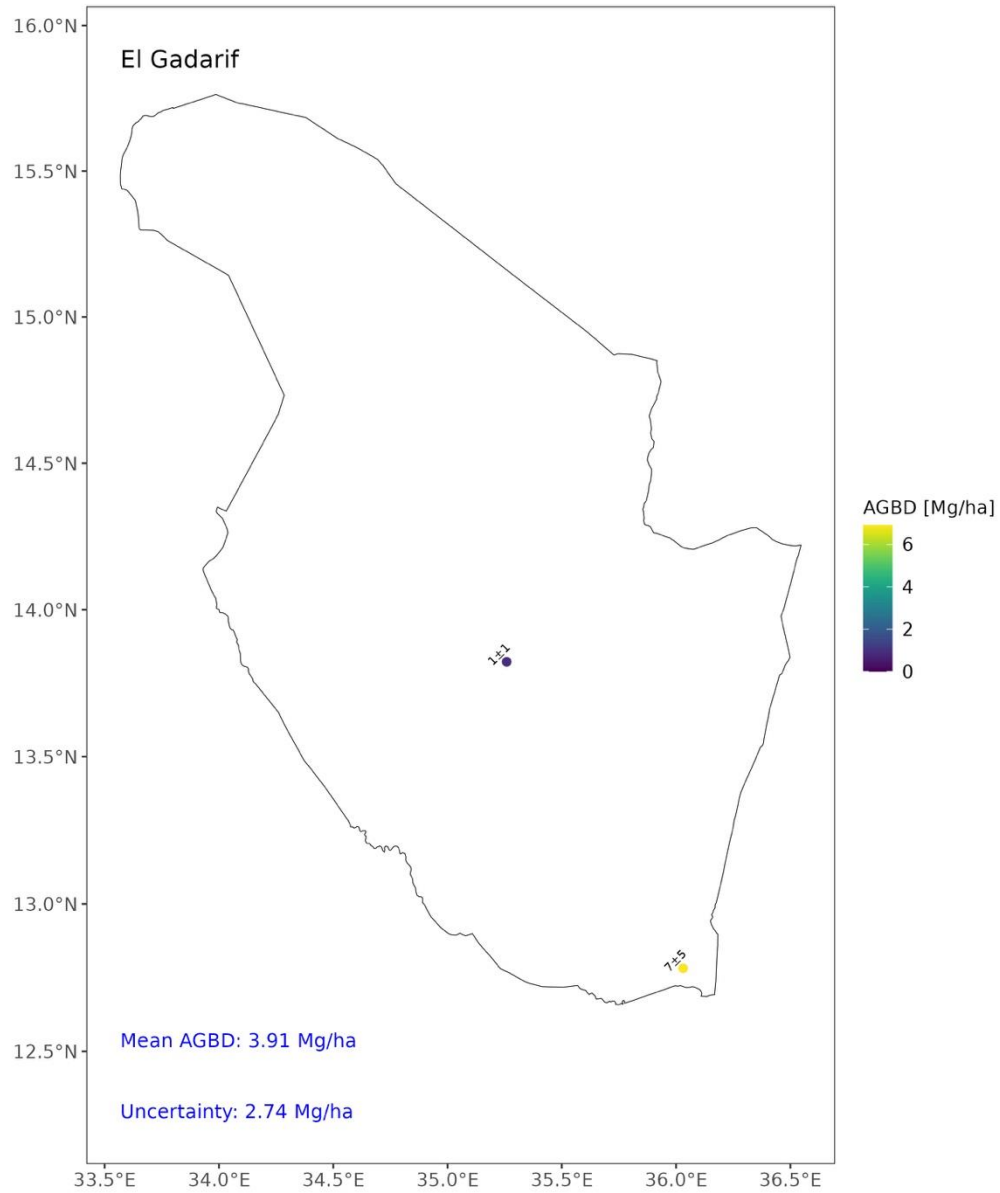 El Gadarif
16.0°N
15.5°N
15.0°N
14.5°N
14.0°N
13.5°N
13.0°N
12.5°N
1±1
7±5
Mean AGBD: 3.91 Mg/ha
Uncertainty: 2.74 Mg/ha
33.5°E 34.0°E 34.5°E 35.0°E 35.5°E 36.0°E 36.5°E
AGBD [Mg/ha]
6
4
2
0